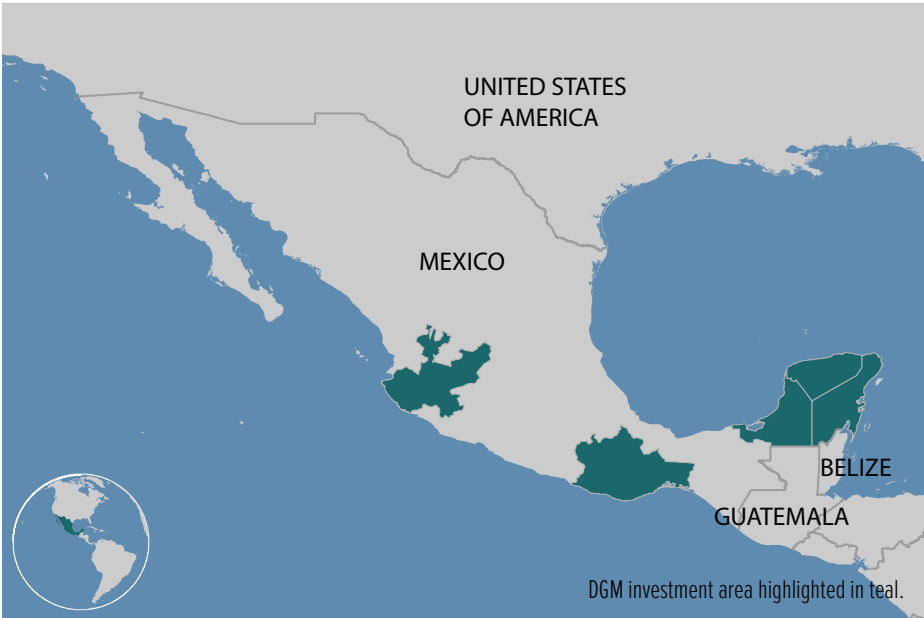 UNITED STATES
OF AMERICA
MEXICO
BELIZE
GUATEMALA
DGM investment area highlighted in teal.